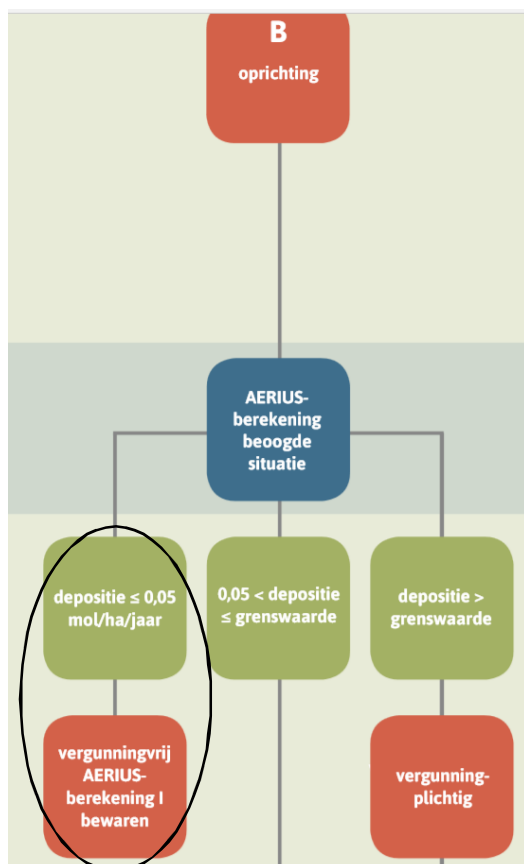 B
oprichting
AERIUS-
berekening
beoogde
situatie
depositie ≤ 0,05
mol/ha/jaar
0,05 < depositie
≤ grenswaarde
depositie >
grenswaarde
vergunningvrij
AERIUS-
berekening I
bewaren
vergunning-
plichtig